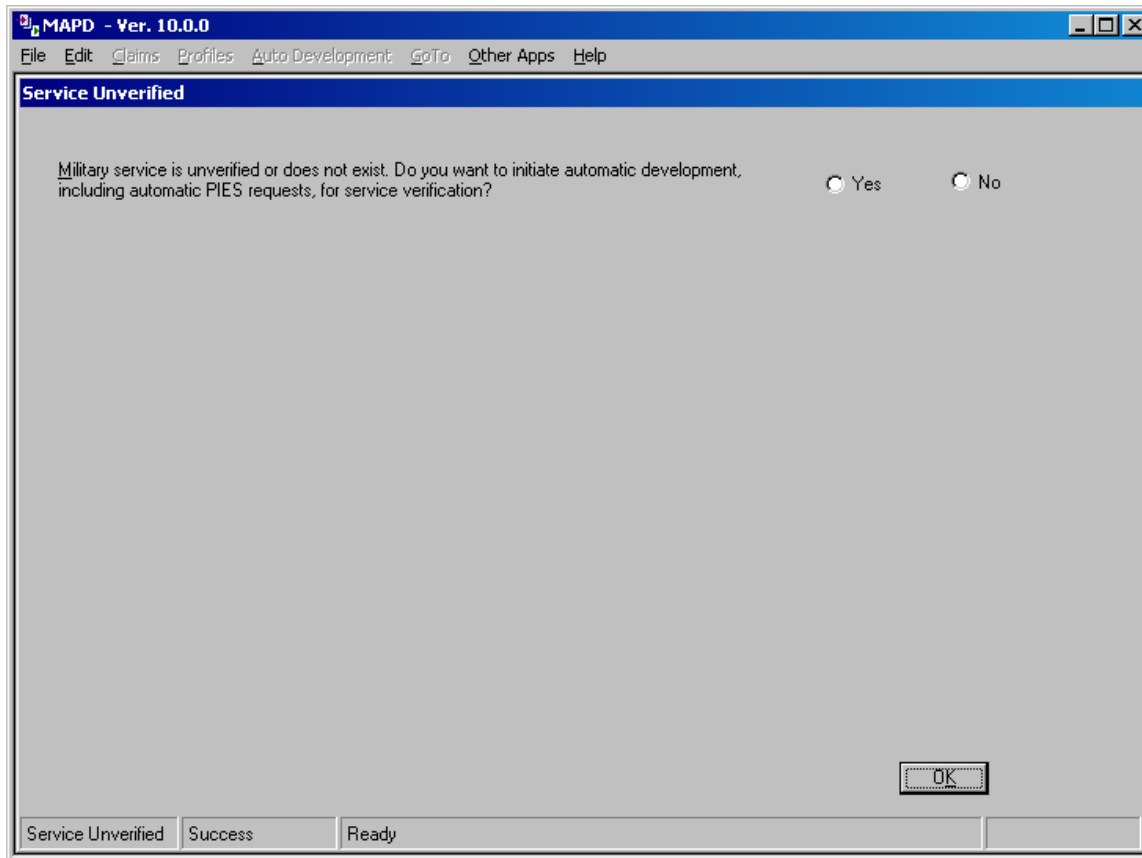 MAPD - Ver. 10.0.0
File Edit Claims Profiles Auto Development GoTo Other Apps Help
Service Unverified
Military service is unverified or does not exist. Do you want to initiate automatic development,
including automatic PIES requests, for service verification?
Yes No
OK
Service Unverified Success Ready